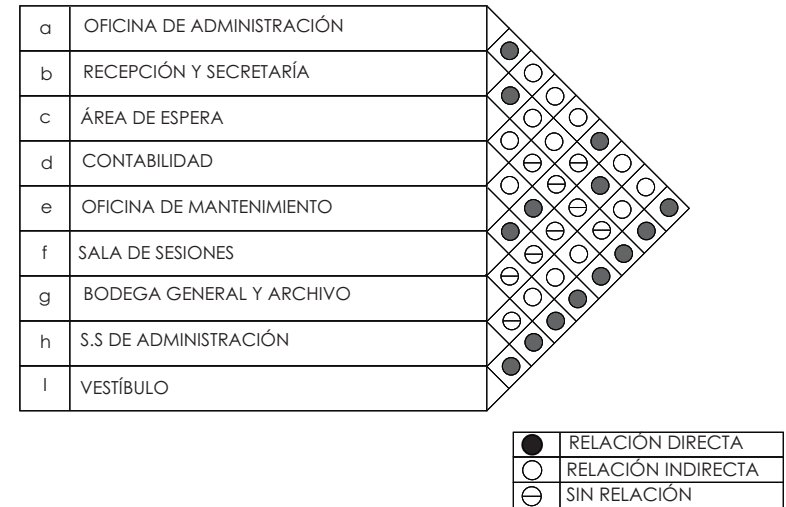 a OFICINA DE ADMINISTRACIÓN
b RECEPCIÓN Y SECRETARÍA
c ÁREA DE ESPERA
d CONTABILIDAD
e OFICINA DE MANTENIMIENTO
f SALA DE SESIONES
g BODEGA GENERAL Y ARCHIVO
h S.S DE ADMINISTRACIÓN
l VESTÍBULO
RELACIÓN DIRECTA
RELACIÓN INDIRECTA
SIN RELACIÓN